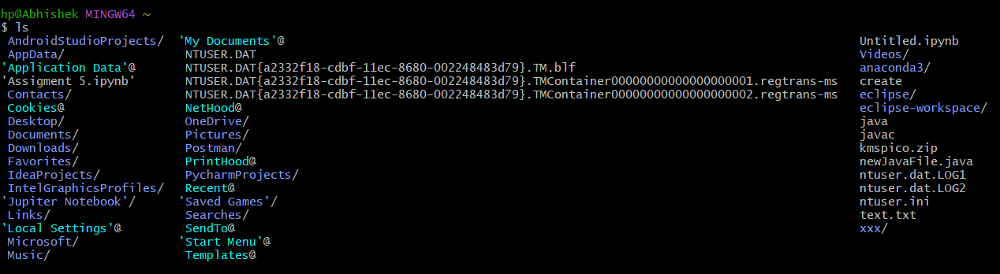 hp@Abhishek MINGW64 ~
$ ls
 AndroidStudioProjects/  'My Documents'@  Untitled.ipynb
 AppData/  NTUSER.DAT  Videos/
'Application Data'@  NTUSER.DAT{a2332f18-cdbf-11ec-8680-002248483d79}.TM.blf  anaconda3/
'Assigment 5.ipynb'  NTUSER.DAT{a2332f18-cdbf-11ec-8680-002248483d79}.TMContainer00000000000000000001.regtrans-ms  create
 Contacts/  NTUSER.DAT{a2332f18-cdbf-11ec-8680-002248483d79}.TMContainer00000000000000000002.regtrans-ms  eclipse/
 Cookies@  NetHood@  eclipse-workspace/
 Desktop/  OneDrive/  java
 Documents/  Pictures/  javac
 Downloads/  Postman/  kmspico.zip
 Favorites/  PrintHood@  newJavaFile.java
 IdeaProjects/  PycharmProjects/  ntuser.dat.LOG1
 IntelGraphicsProfiles/  Recent@  ntuser.dat.LOG2
'Jupiter Notebook'/  'Saved Games'/  ntuser.ini
 Links/  Searches/  text.txt
'Local Settings'@  SendTo@  xxx/
 Microsoft/  'Start Menu'@
 Music/  Templates@